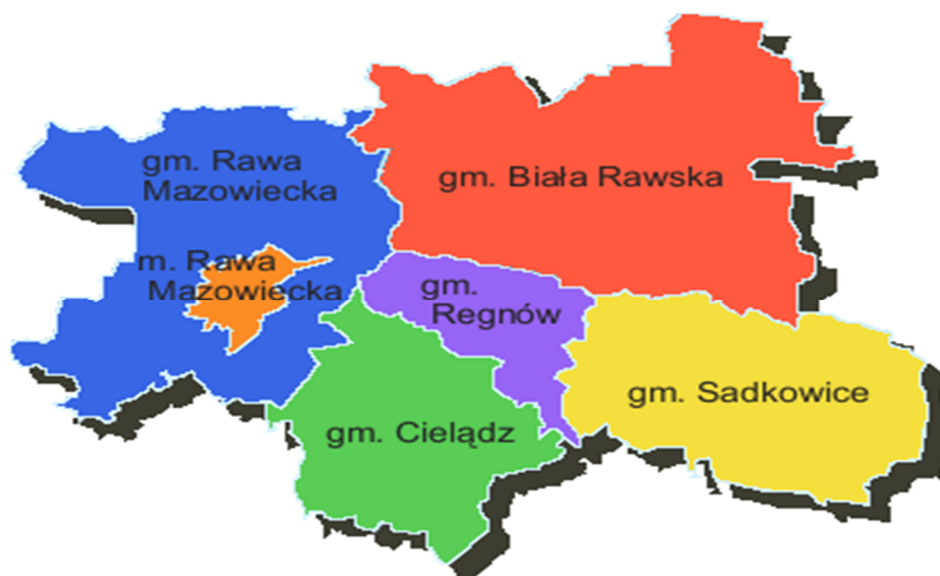 gm. Rawa
Mazowiecka
gm. Biała Rawska
m. Rawa
Mazowiecka
gm.
Regnów
gm. Sadkowice
gm. Cielądz